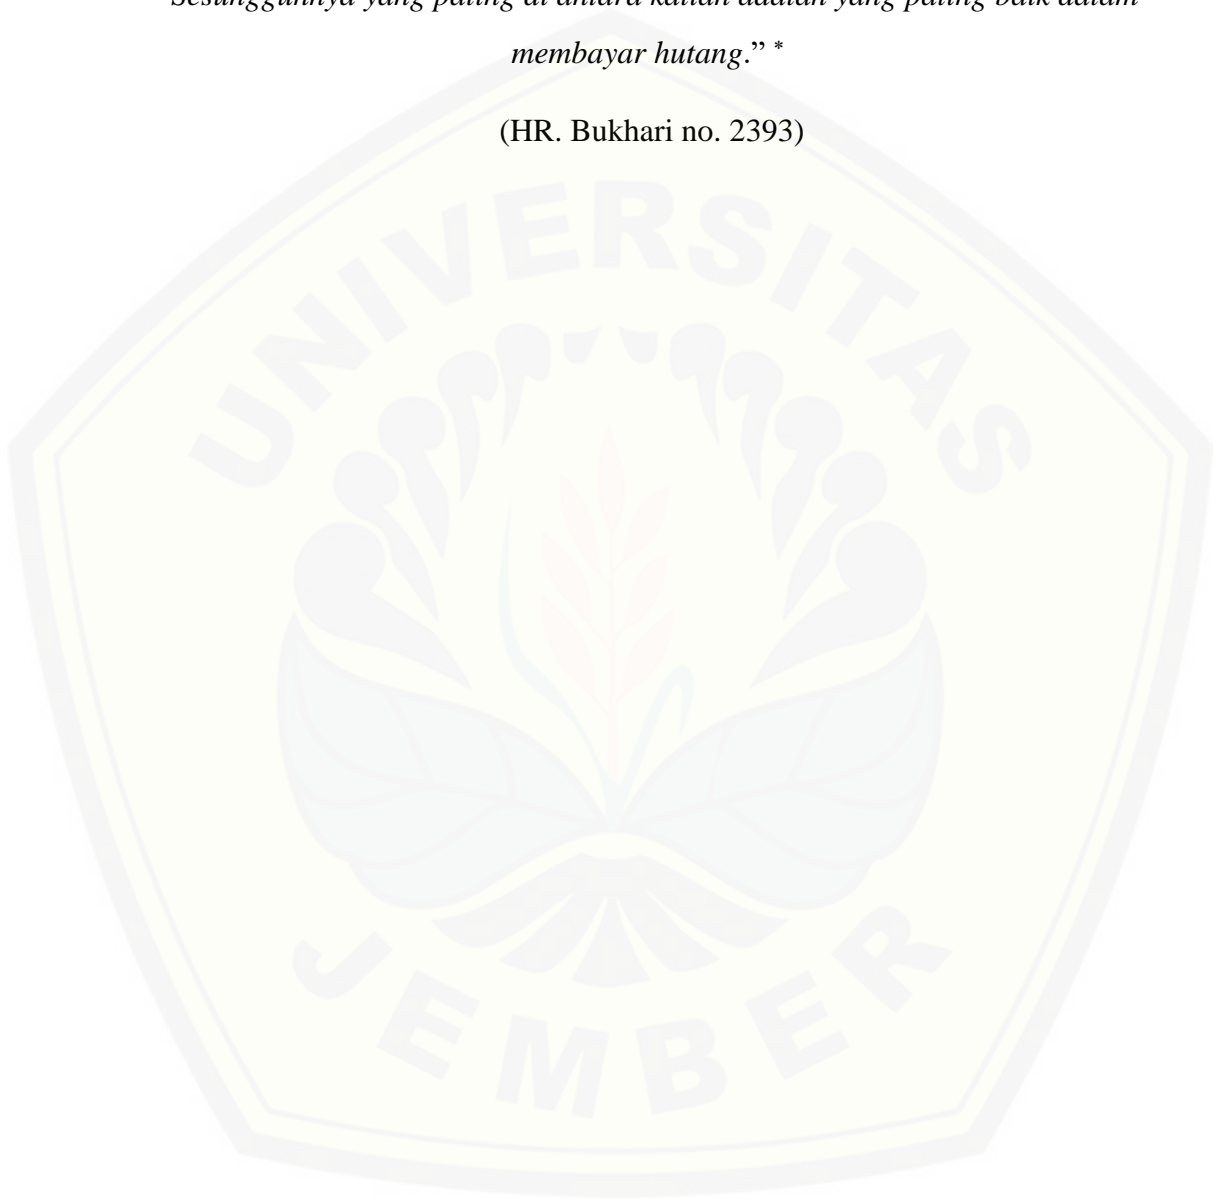 Sesungguhnya yang paling di antara kalian adalah yang paling baik dalam
membayar hutang.” *
(HR. Bukhari no. 2393)
UNIVERSITAS
JEMBER